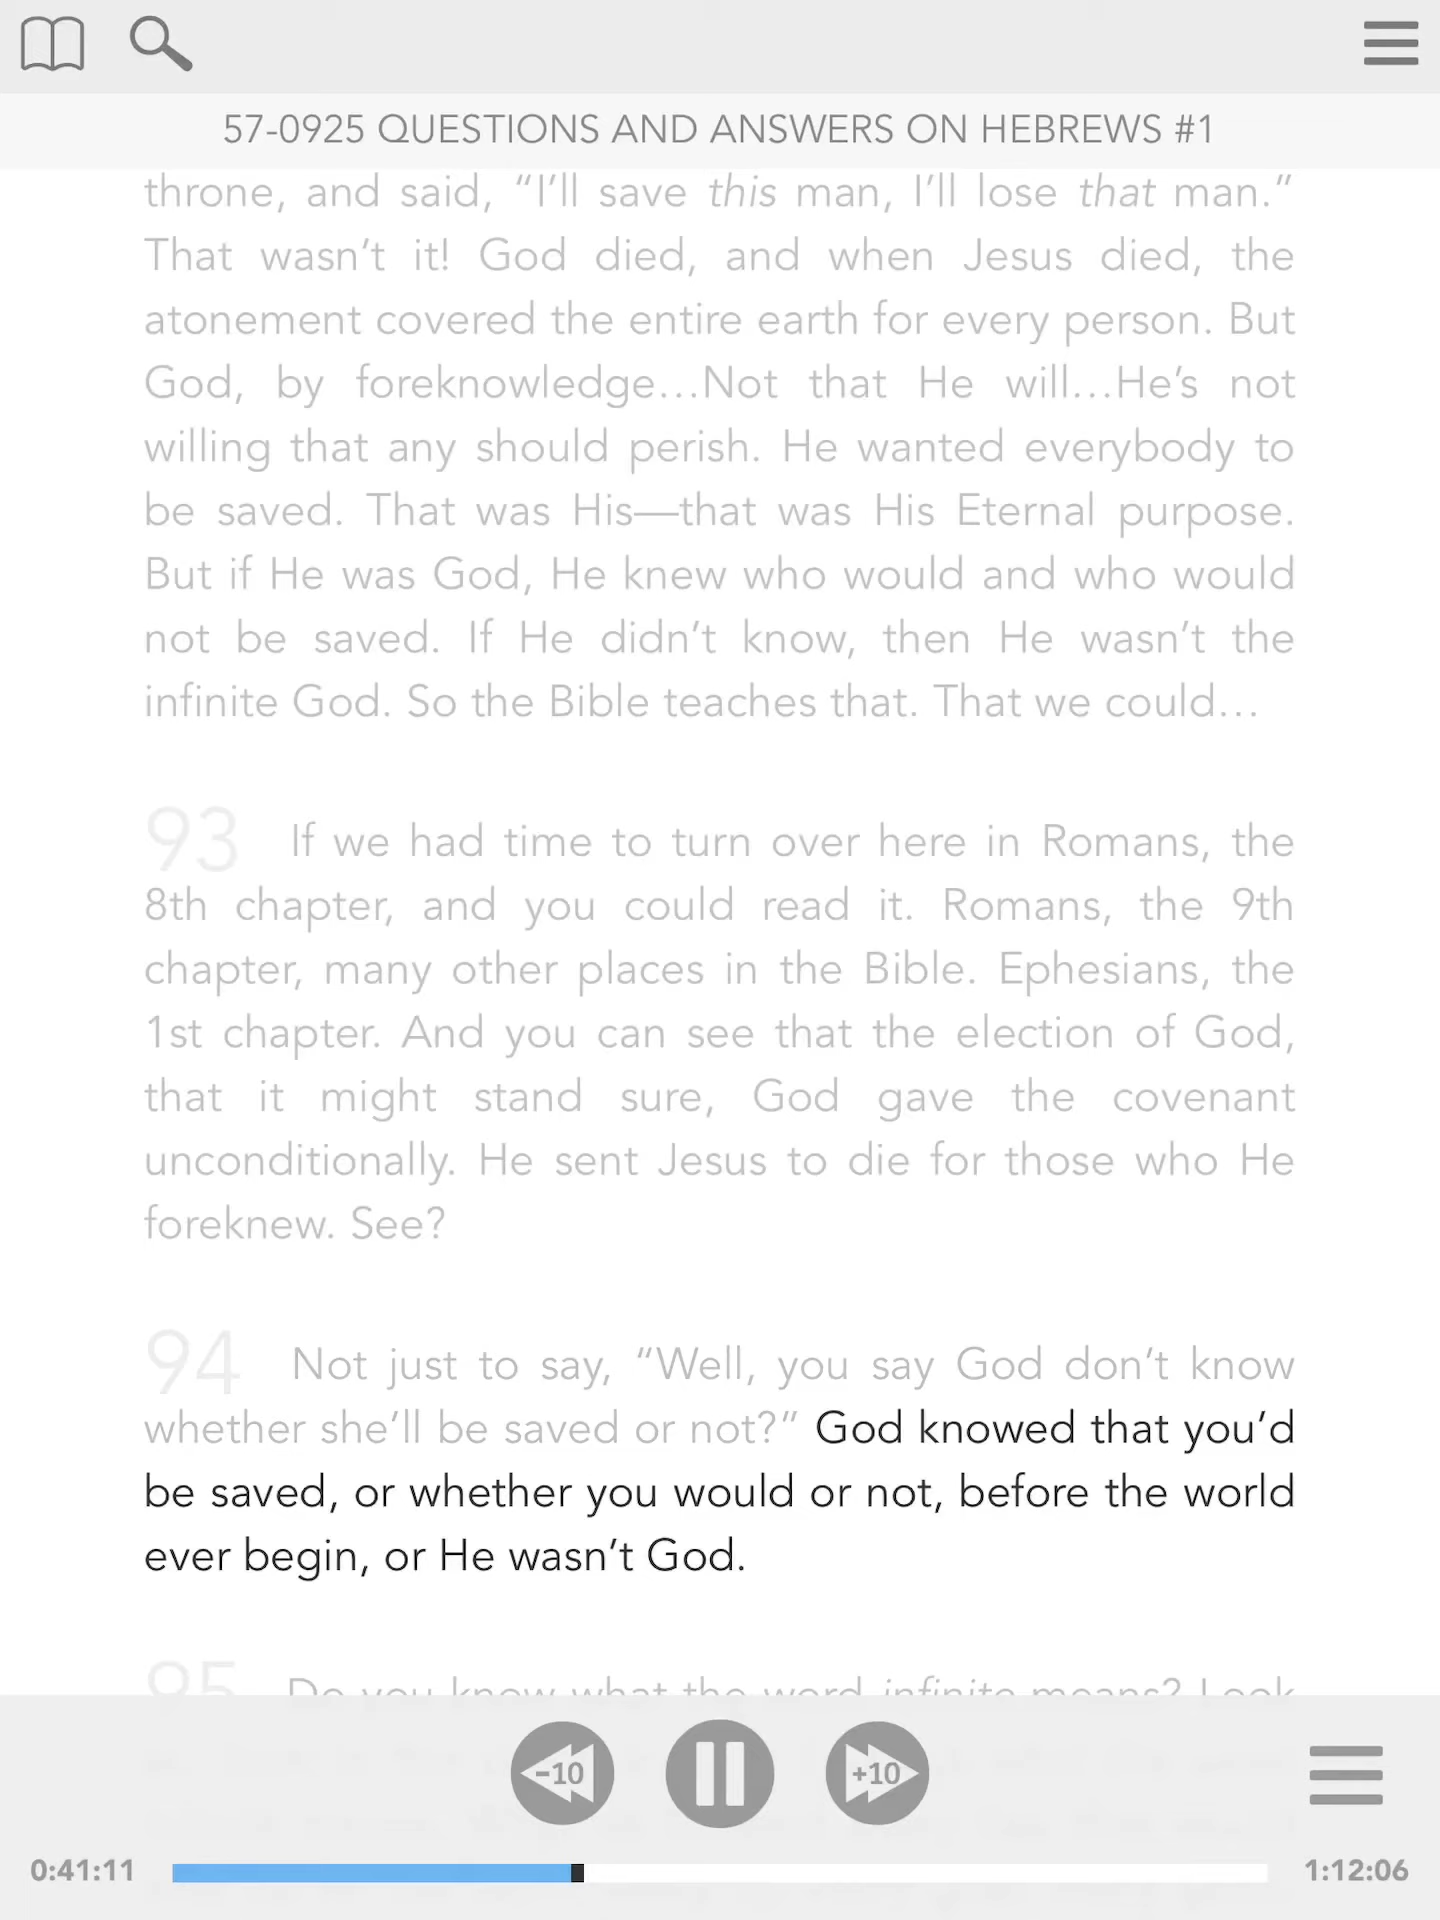 57-0925 QUESTIONS AND ANSWERS ON HEBREWS #1
throne, and said, “I’ll save this man, I’ll lose that man.”
That wasn’t it! God died, and when Jesus died, the
atonement covered the entire earth for every person. But
God, by foreknowledge…Not that He will…He’s not
willing that any should perish. He wanted everybody to
be saved. That was His—that was His Eternal purpose.
But if He was God, He knew who would and who would
not be saved. If He didn’t know, then He wasn’t the
infinite God. So the Bible teaches that. That we could…
93 If we had time to turn over here in Romans, the
8th chapter, and you could read it. Romans, the 9th
chapter, many other places in the Bible. Ephesians, the
1st chapter. And you can see that the election of God,
that it might stand sure, God gave the covenant
unconditionally. He sent Jesus to die for those who He
foreknew. See?
94 Not just to say, “Well, you say God don’t know
whether she’ll be saved or not?” God knowed that you’d
be saved, or whether you would or not, before the world
ever begin, or He wasn’t God.
95 Do you know what the word infinite means? Look
-10 +10
0:41:11 1:12:06